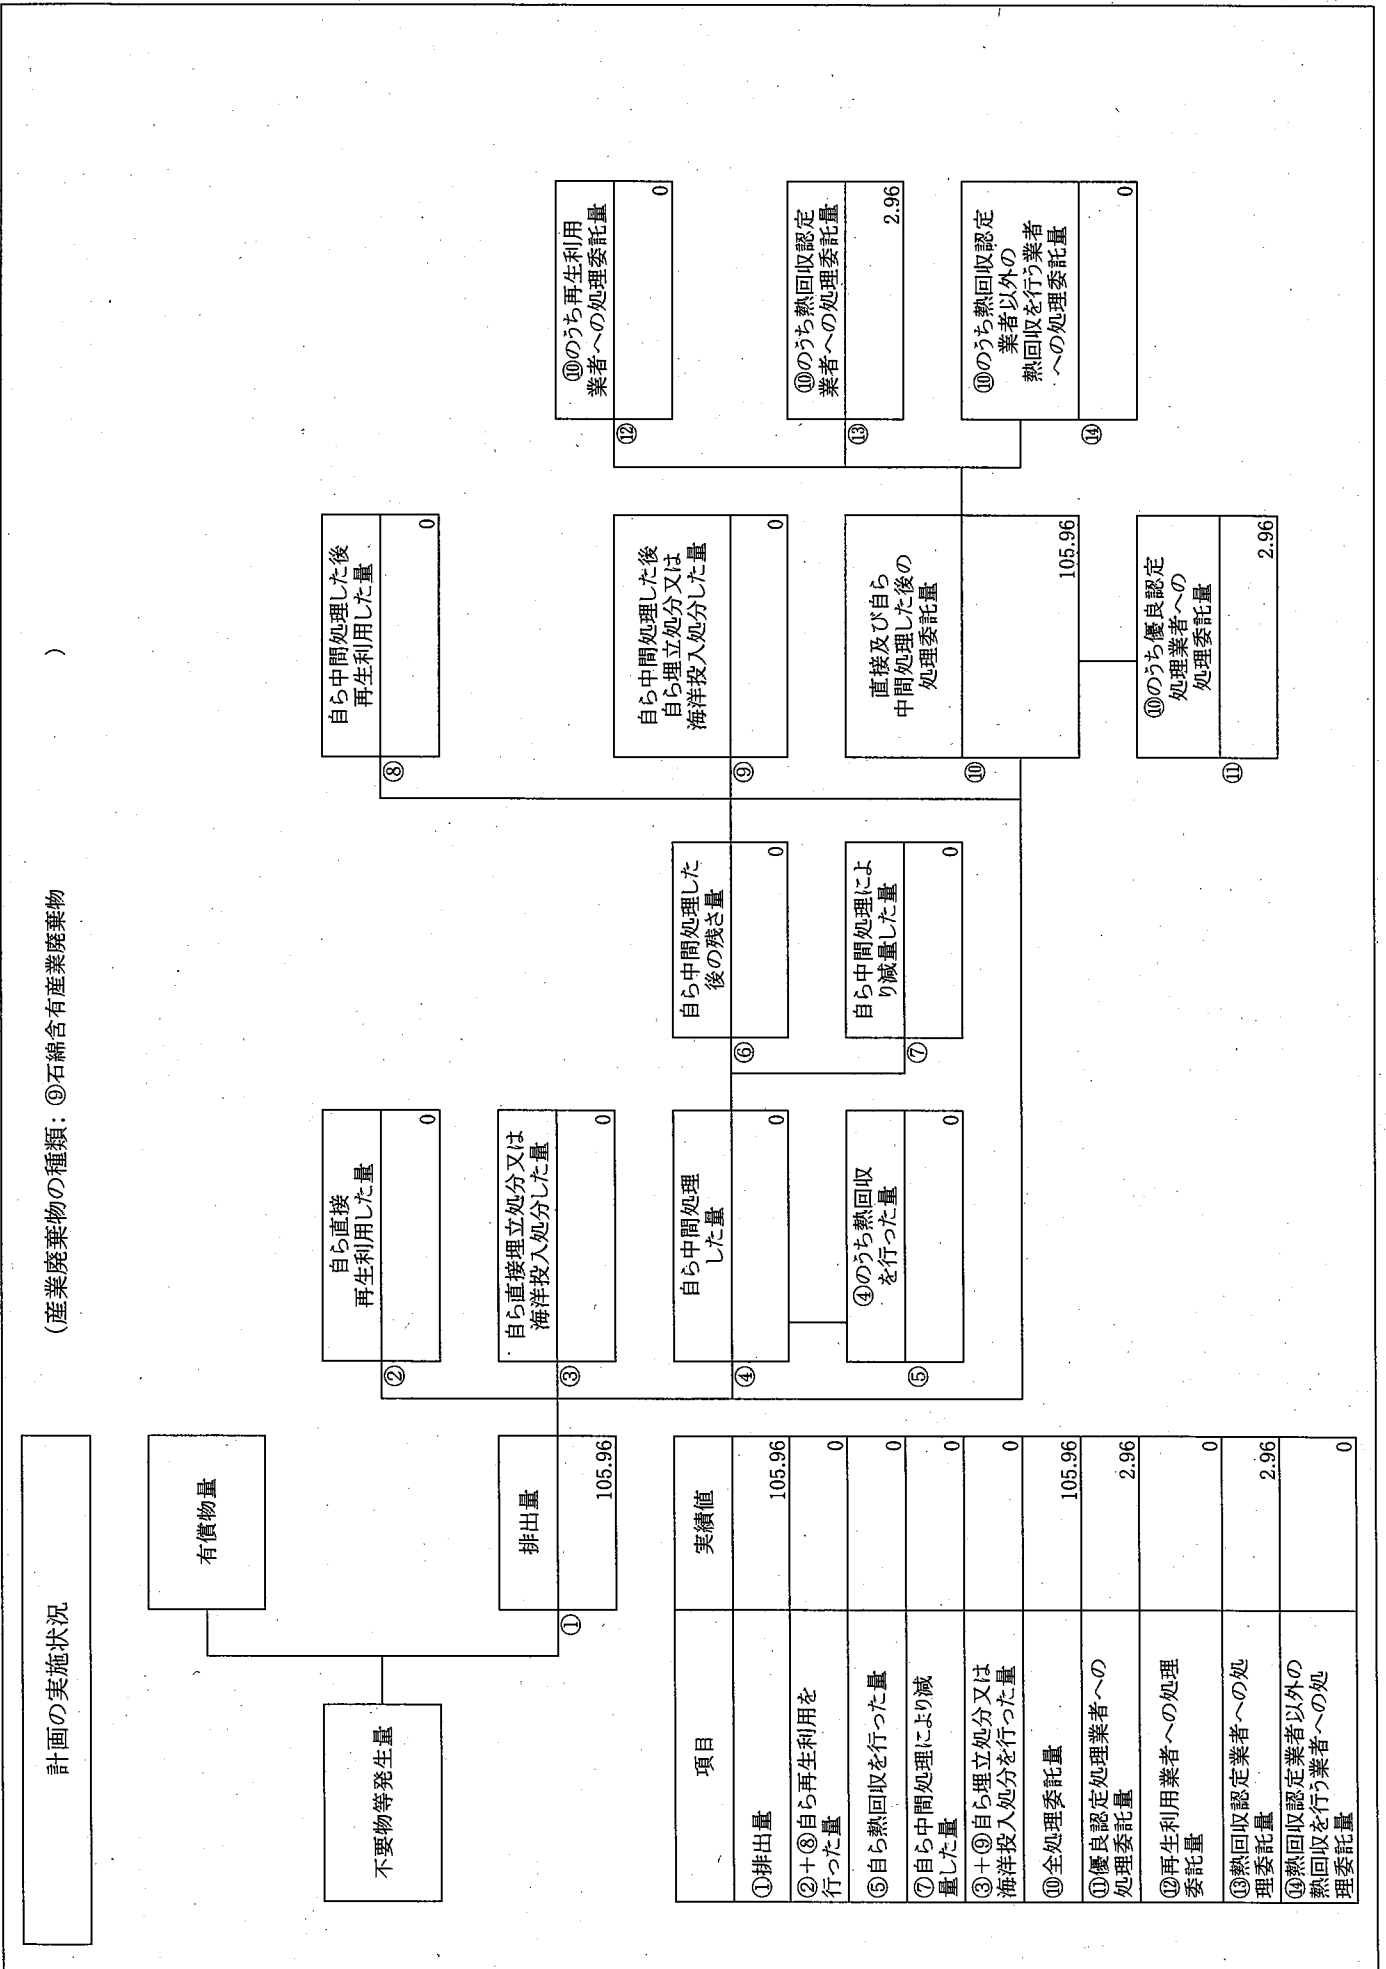 計画の実施状況
(産業廃棄物の種類：⑨石綿含有産業廃棄物 )
不要物等発生量
有償物量
排出量
①
105.96
自ら直接
再生利用した量
②
0
自ら直接埋立処分又は
海洋投入処分した量
③
0
自ら中間処理
した量
④
0
④のうち熱回収
を行った量
⑤
0
自ら中間処理した
後の残さ量
⑥
0
自ら中間処理によ
り減量した量
⑦
0
自ら中間処理した後
再生利用した量
⑧
0
自ら中間処理した後
自ら埋立処分又は
海洋投入処分した量
⑨
0
直接及び自ら
中間処理した後の
処理委託量
⑩
105.96
⑩のうち優良認定
処理業者への
処理委託量
⑪
2.96
⑩のうち再生利用
業者への処理委託量
⑫
0
⑩のうち熱回収認定
業者への処理委託量
⑬
2.96
⑩のうち熱回収認定
業者以外の
熱回収を行う業者
への処理委託量
⑭
0
項目 実績値
①排出量 105.96
②+⑧自ら再生利用を
行った量 0
⑤自ら熱回収を行った量 0
⑦自ら中間処理により減
量した量 0
③+⑨自ら埋立処分又は
海洋投入処分を行った量 0
⑩全処理委託量 105.96
⑪優良認定処理業者への
処理委託量 2.96
⑫再生利用業者への処理
委託量 0
⑬熱回収認定業者への処
理委託量 2.96
⑭熱回収認定業者以外の
熱回収を行う業者への処
理委託量 0